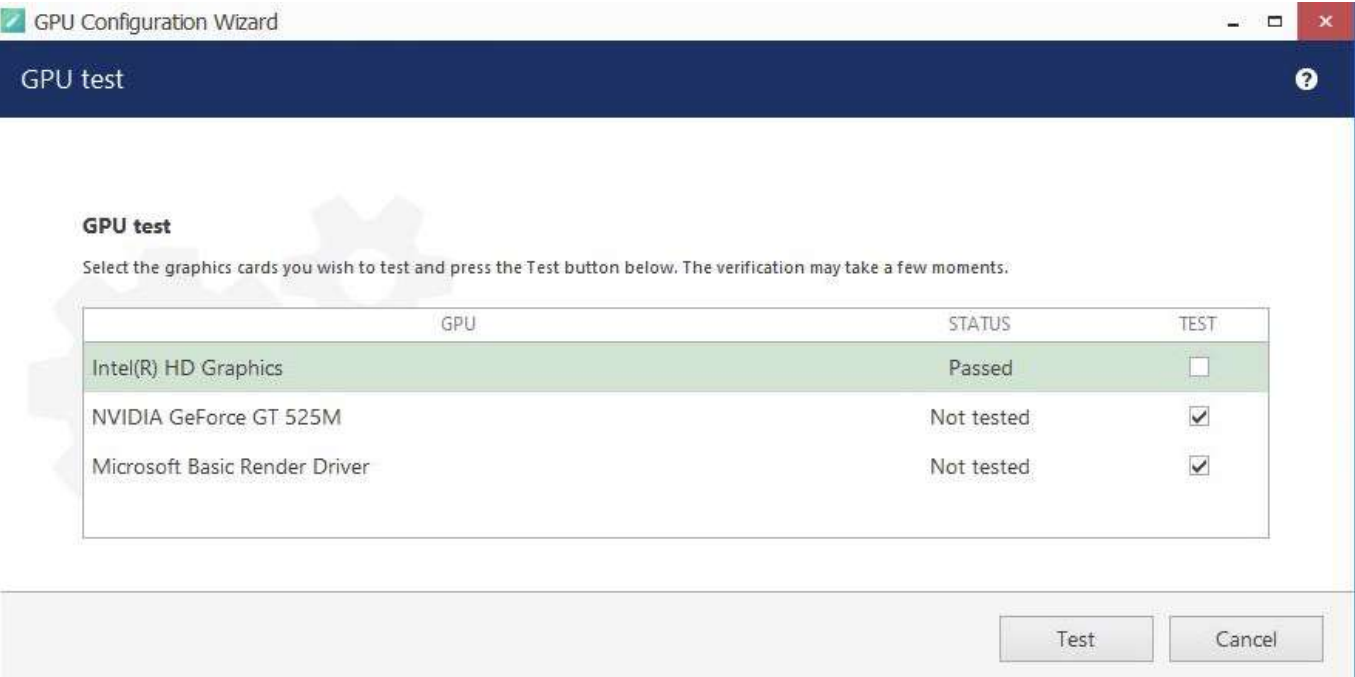 GPU Configuration Wizard
GPU test
GPU test
Select the graphics cards you wish to test and press the Test button below. The verification may take a few moments.
GPU STATUS TEST
Intel(R) HD Graphics Passed
NVIDIA GeForce GT 525M Not tested
Microsoft Basic Render Driver Not tested
Test Cancel